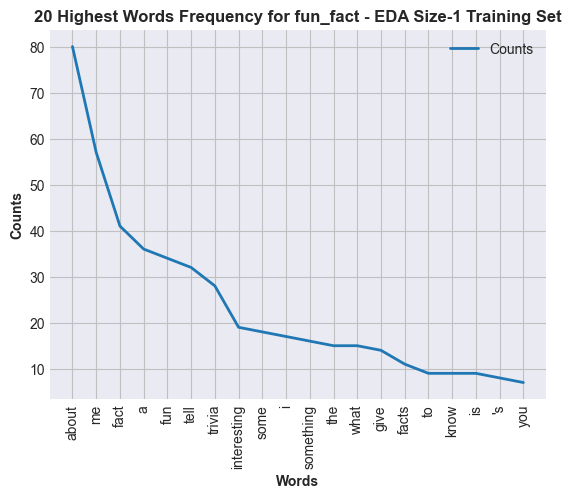 20 Highest Words Frequency for fun_fact - EDA Size-1 Training Set
Counts
80
70
60
50
40
30
20
10
Counts
about
me
fact
a
fun
tell
trivia
interesting
some
i
something
the
what
give
facts
to
know
is
's
you
Words